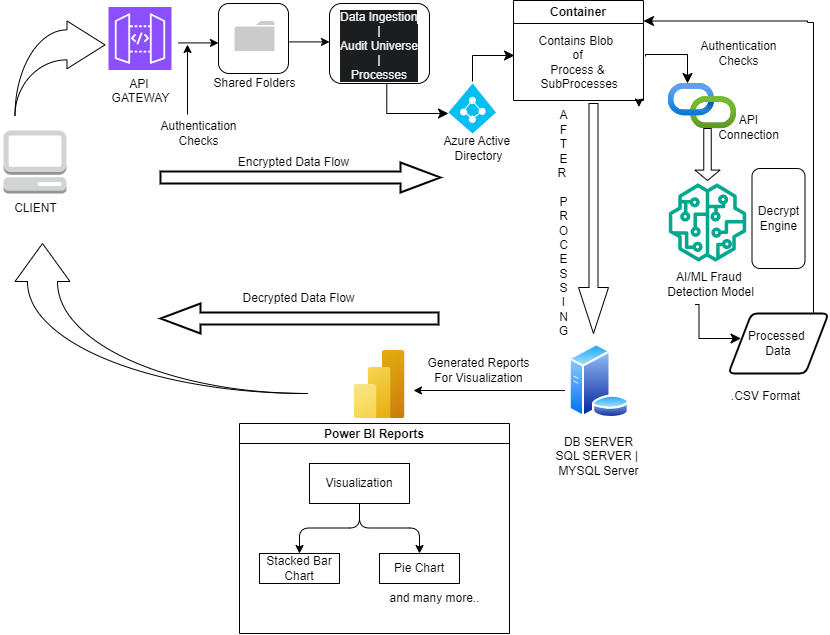 API
GATEWAY
Shared Folders
Data Ingestion
|
Audit Universe
|
Processes
Authentication
Checks
Azure Active
Directory
Container
Contains Blob
of
Process &
SubProcesses
Authentication
Checks
API
Connection
CLIENT
Encrypted Data Flow
AFTER PROCESSING
Decrypt
Engine
AI/ML Fraud
Detection Model
Decrypted Data Flow
Processed
Data
.CSV Format
Generated Reports
For Visualization
DB SERVER
SQL SERVER |
MYSQL Server
Power BI Reports
Visualization
Stacked Bar
Chart
Pie Chart
and many more..